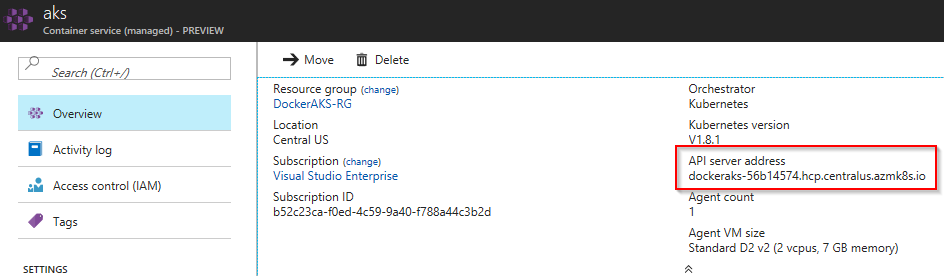 aks
Container service (managed) - PREVIEW
Search (Ctrl+/)
Overview
Activity log
Access control (IAM)
Tags
SETTINGS
Move
Delete
Resource group (change)
DockerAKS-RG
Location
Central US
Subscription (change)
Visual Studio Enterprise
Subscription ID
b52c23ca-f0ed-4c59-9a40-f788a44c3b2d
Orchestrator
Kubernetes
Kubernetes version
V1.8.1
API server address
dockeraks-56b14574.hcp.centralus.azmk8s.io
Agent count
1
Agent VM size
Standard D2 v2 (2 vcpus, 7 GB memory)